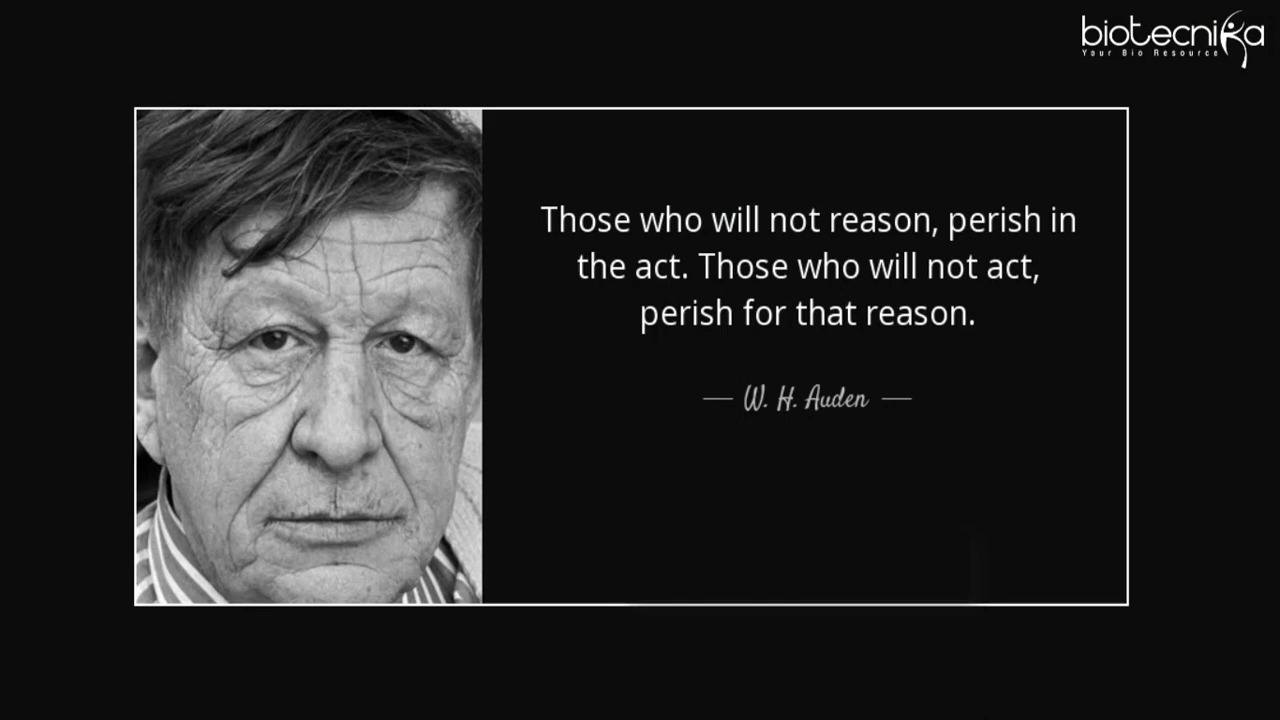 biotecnika
Your Bio Resource
Those who will not reason, perish in
the act. Those who will not act,
perish for that reason.
— W. H. Auden —